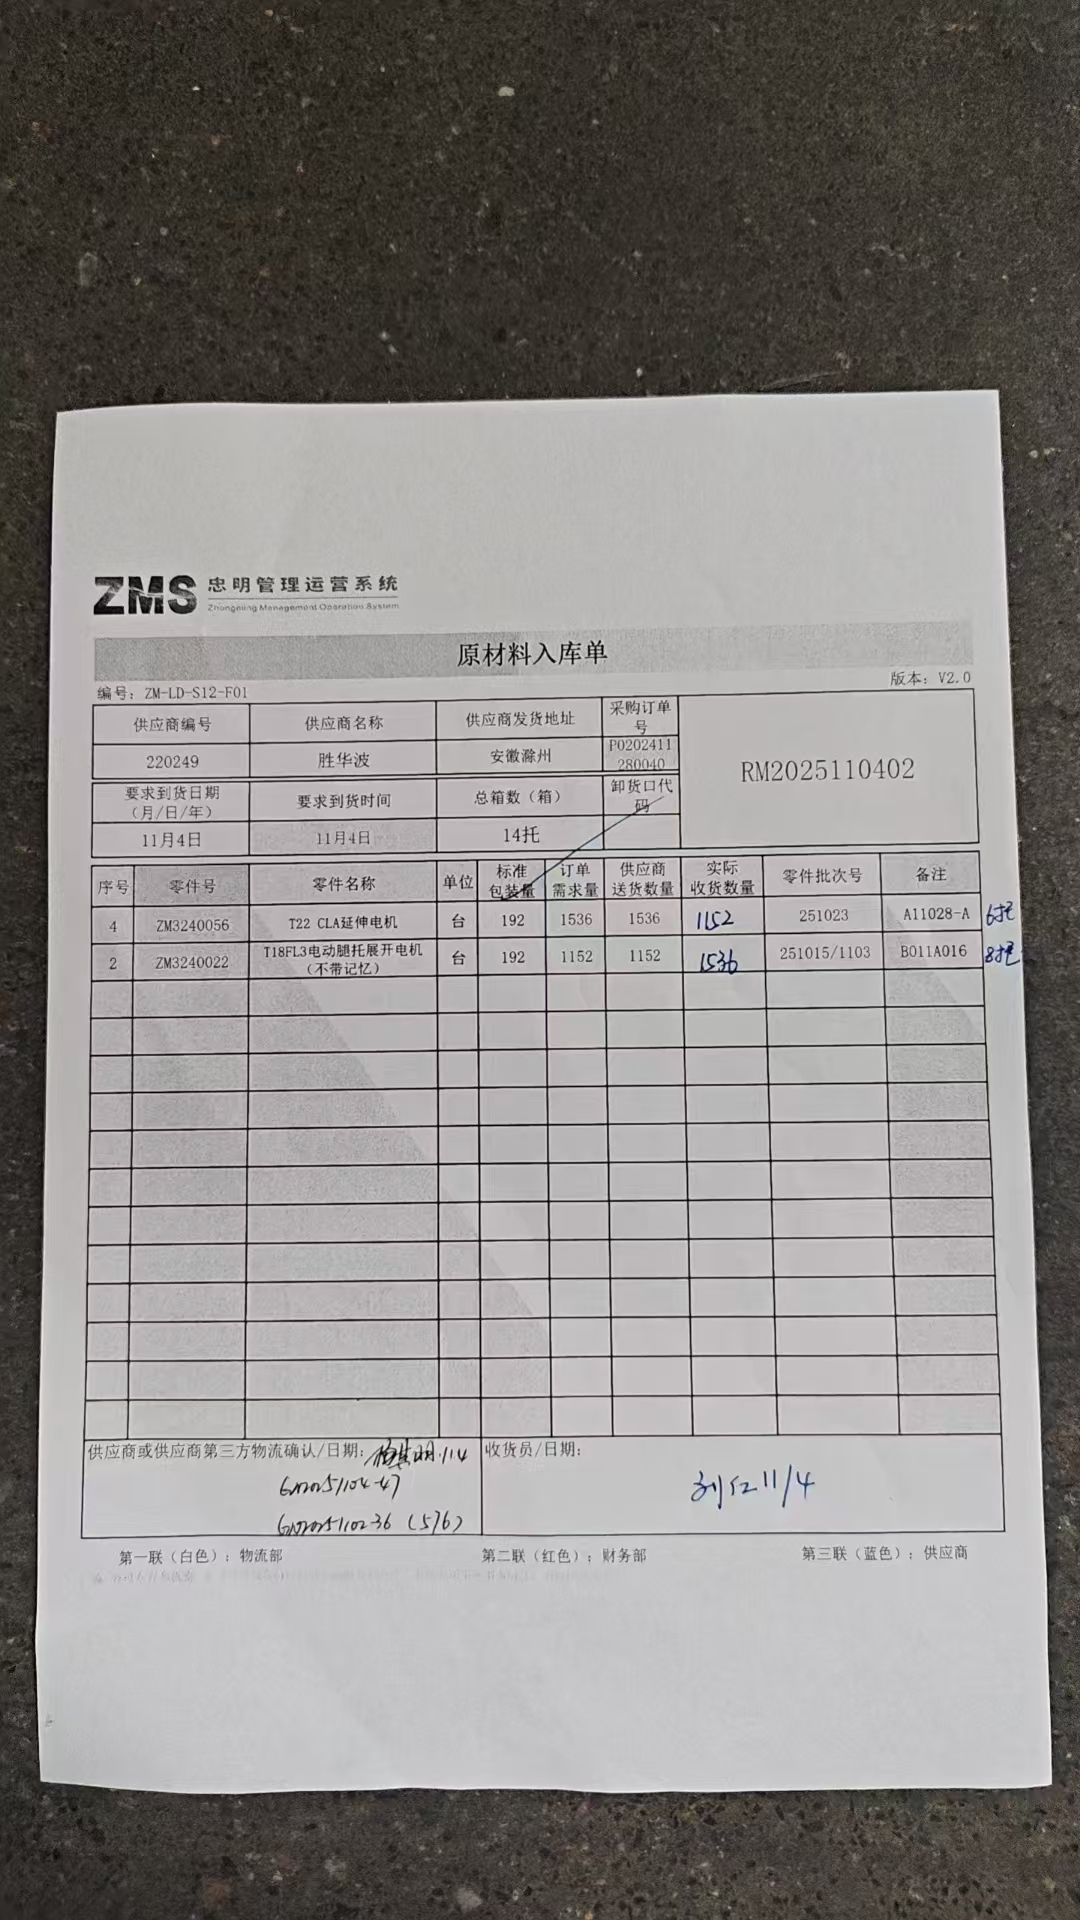 ZMS 忠明管理运营系统
Zhongming Management Operation System
原材料入库单
编号：ZM-LD-S12-F01 版本：V2.0
供应商编号 供应商名称 供应商发货地址 采购订单号 RM2025110402
220249 胜华波 安徽滁州 P0202411280040
要求到货日期（月/日/年） 要求到货时间 总箱数（箱） 卸货口代码
11月4日 11月4日 14托
序号 零件号 零件名称 单位 标准包装量 订单需求量 供应商送货数量 实际收货数量 零件批次号 备注
4 ZM3240056 T22 CLA延伸电机 台 192 1536 1536 1152 251023 A11028-A 6托
2 ZM3240022 T18FL3电动腿托展开电机（不带记忆） 台 192 1152 1152 1536 251015/1103 B011A016 8托
供应商或供应商第三方物流确认/日期： 11.4 收货员/日期：
刘仁 11/4
(576)
第一联（白色）：物流部 第二联（红色）；财务部 第三联（蓝色）：供应商